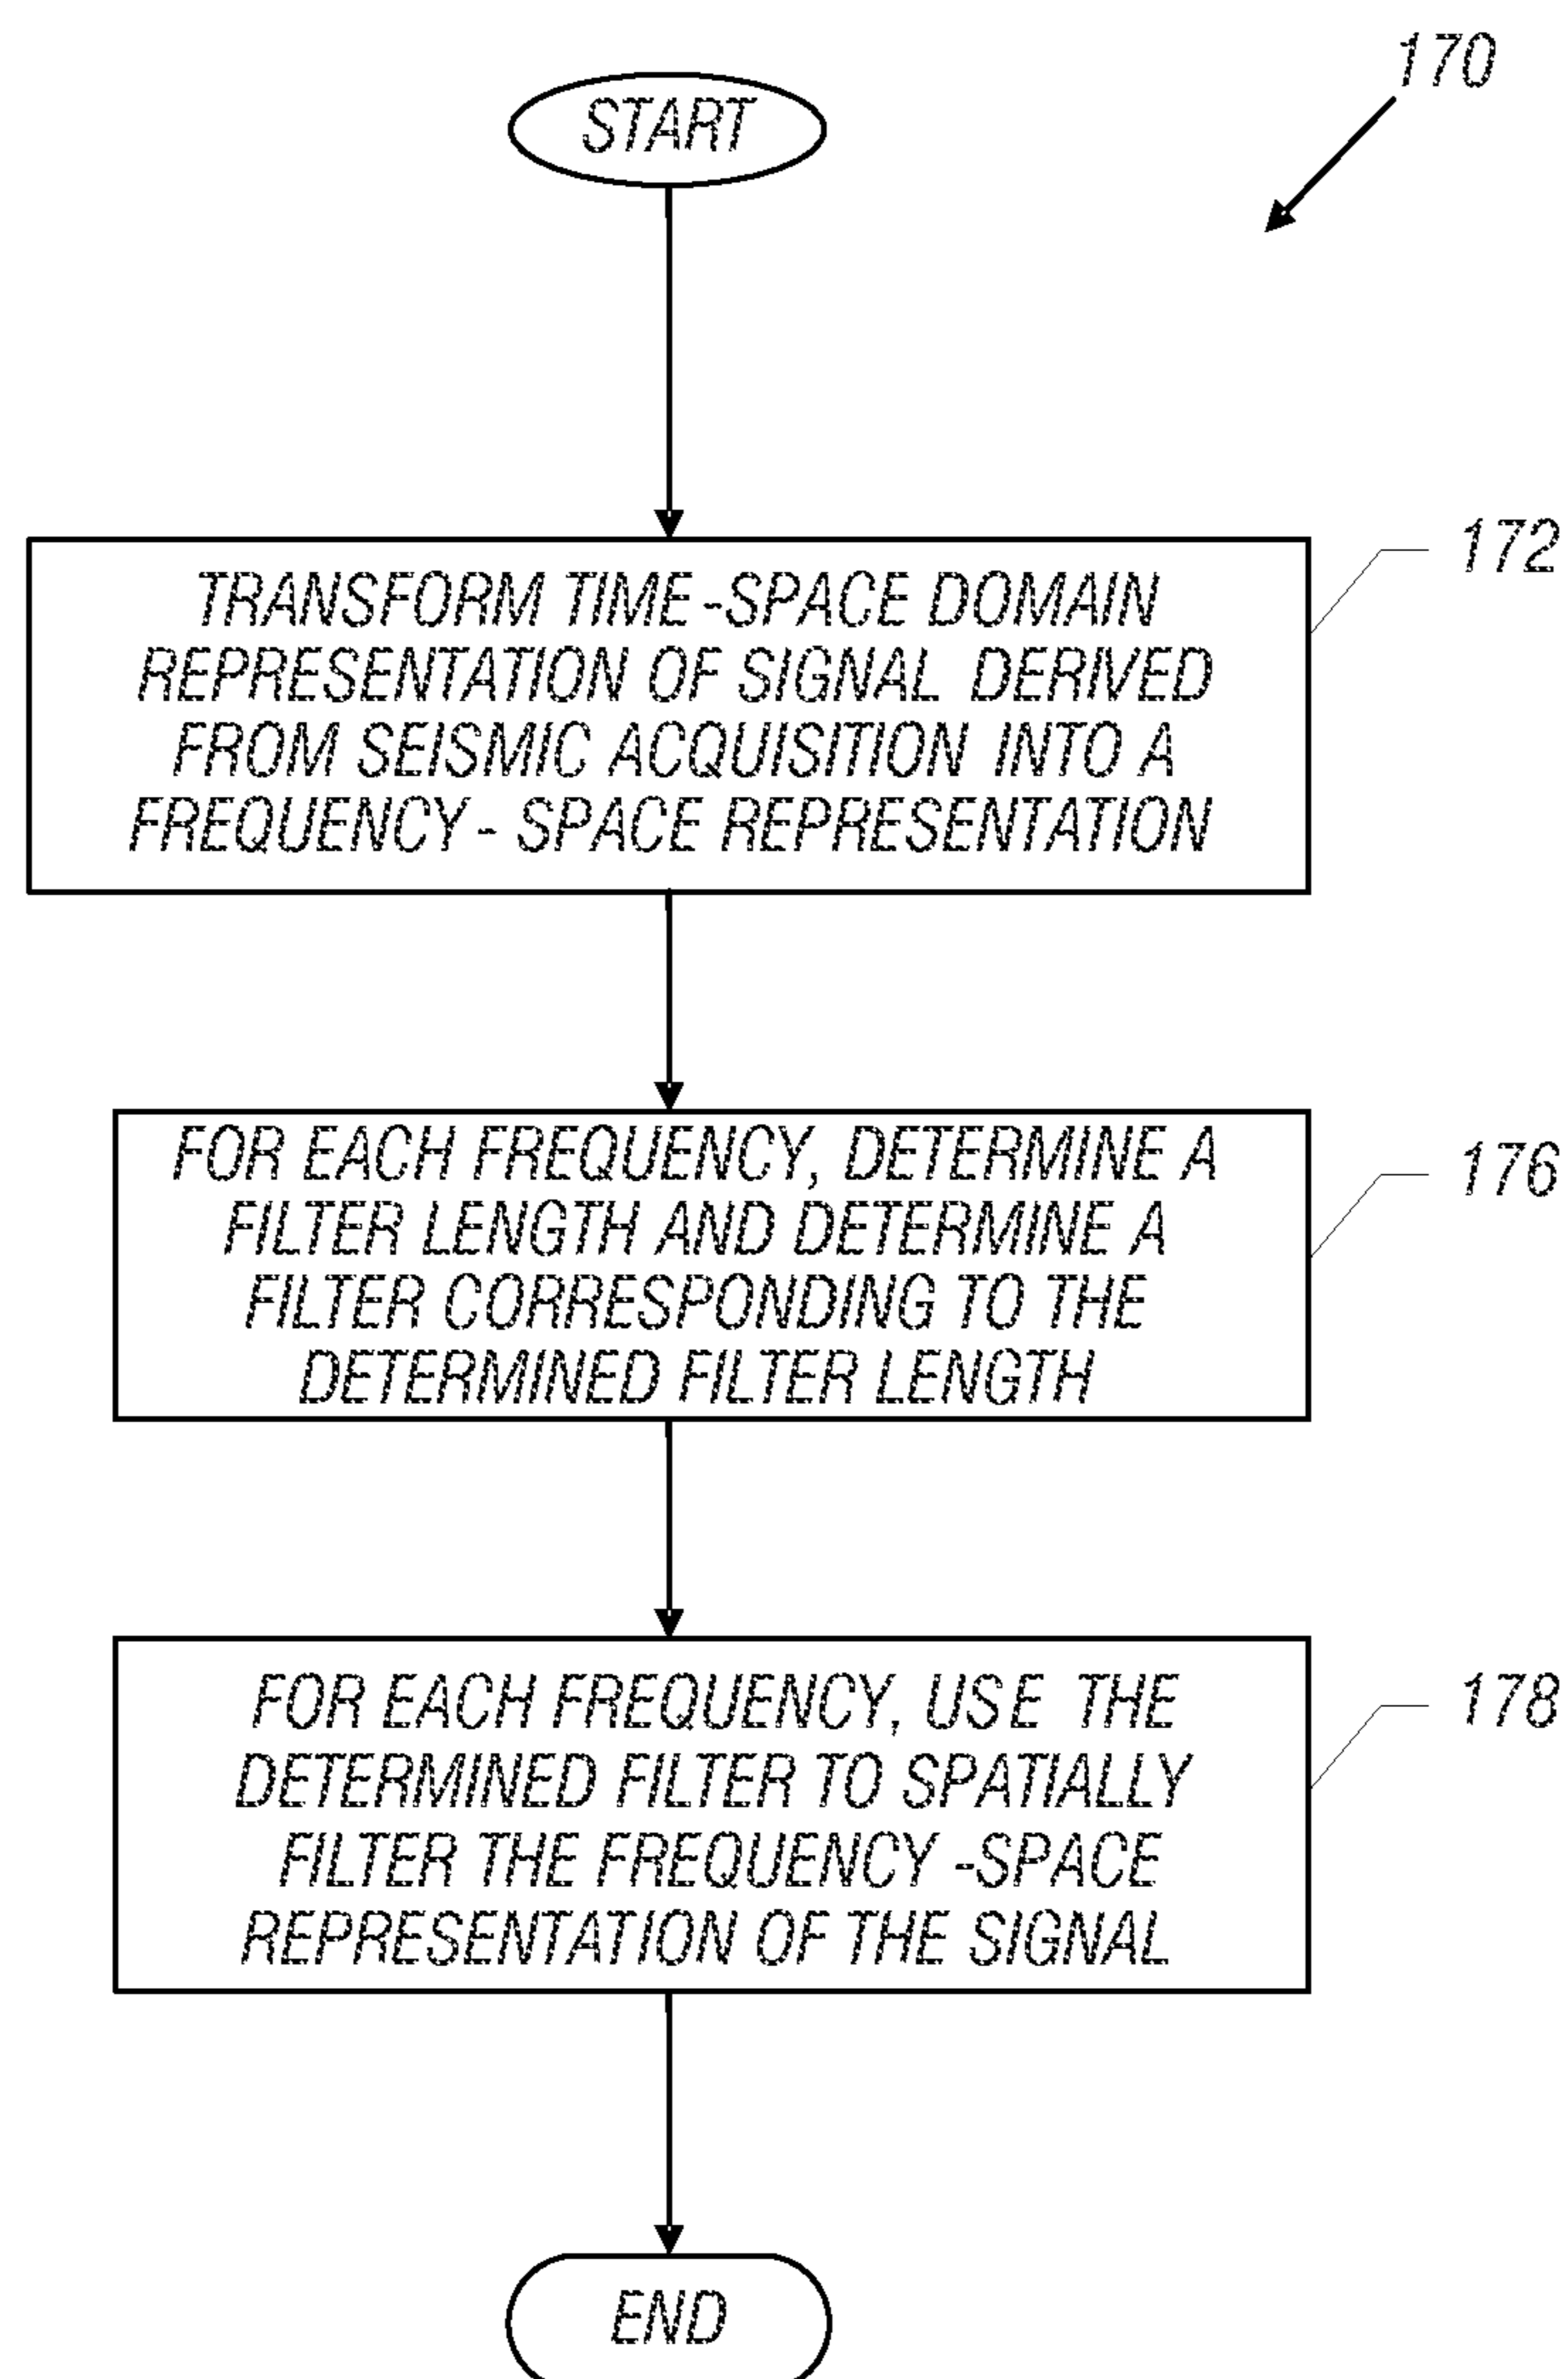 170
START
172
TRANSFORM TIME-SPACE DOMAIN
REPRESENTATION OF SIGNAL DERIVED
FROM SEISMIC ACQUISITION INTO A
FREQUENCY- SPACE REPRESENTATION
176
FOR EACH FREQUENCY, DETERMINE A
FILTER LENGTH AND DETERMINE A
FILTER CORRESPONDING TO THE
DETERMINED FILTER LENGTH
178
FOR EACH FREQUENCY, USE THE
DETERMINED FILTER TO SPATIALLY
FILTER THE FREQUENCY-SPACE
REPRESENTATION OF THE SIGNAL
END